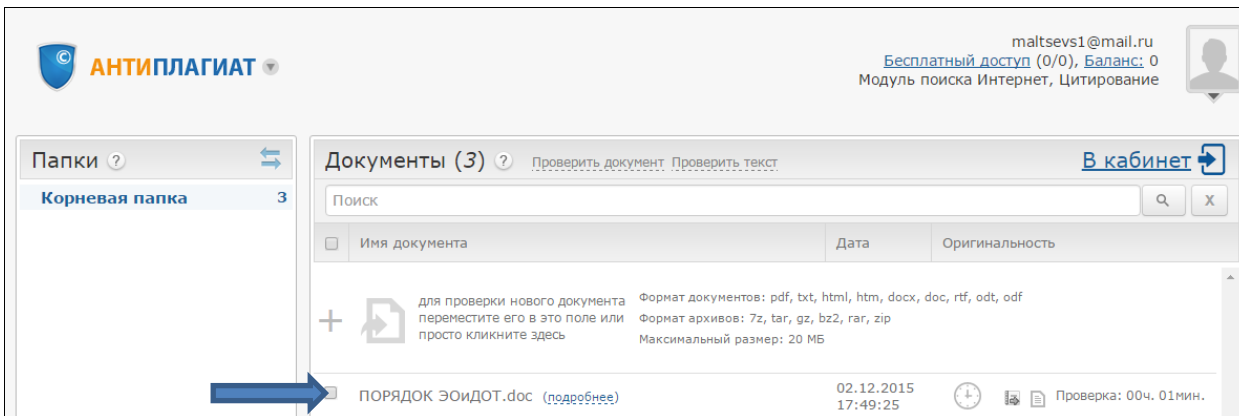 maltsevs1@mail.ru
АНТИПЛАГИАТ
Бесплатный доступ (0/0), Баланс: 0
Модуль поиска Интернет, Цитирование
Папки ?
Документы (3) ? Проверить документ Проверить текст В кабинет
Корневая папка 3
Поиск X
Имя документа Дата Оригинальность
для проверки нового документа
переместите его в это поле или
просто кликните здесь
Формат документов: pdf, txt, html, htm, docx, doc, rtf, odt, odf
Формат архивов: 7z, tar, gz, bz2, rar, zip
Максимальный размер: 20 МБ
ПОРЯДОК ЭОиДОТ.doc (подробнее)
02.12.2015
17:49:25
Проверка: 00ч. 01мин.